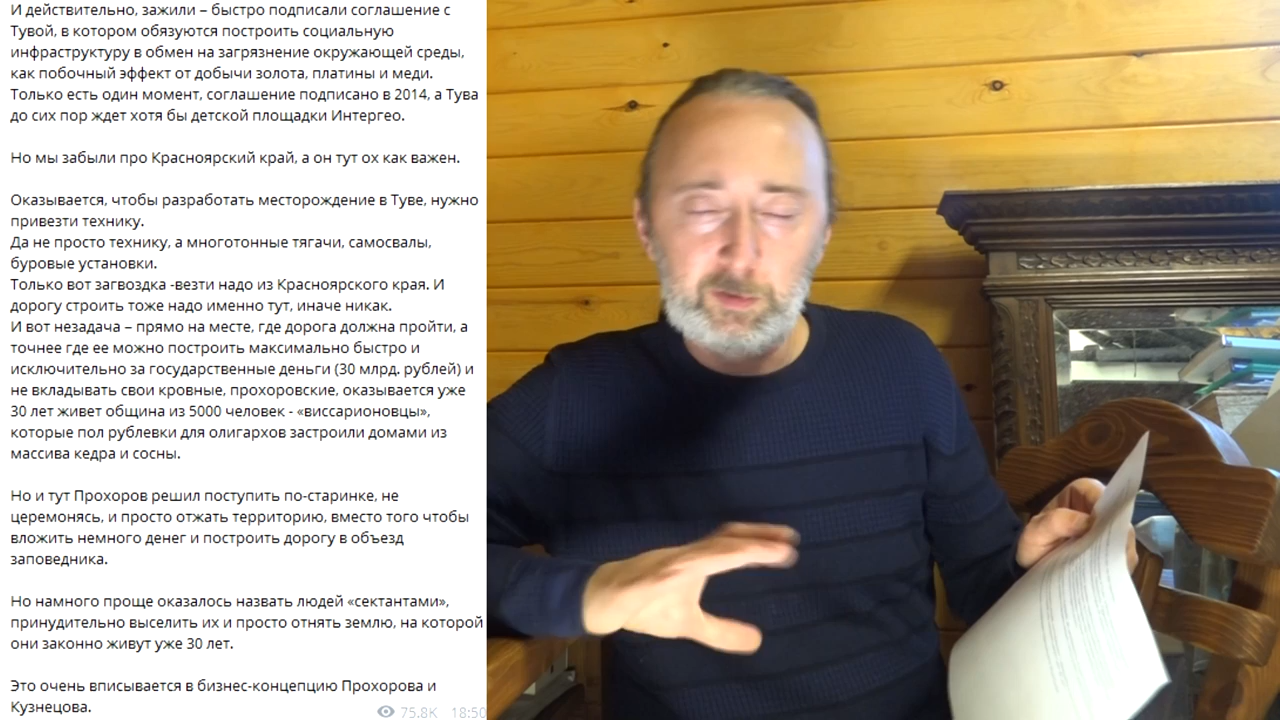 И действительно, зажили – быстро подписали соглашение с
Тувой, в котором обязуются построить социальную
инфраструктуру в обмен на загрязнение окружающей среды,
как побочный эффект от добычи золота, платины и меди.
Только есть один момент, соглашение подписано в 2014, а Тува
до сих пор ждет хотя бы детской площадки Интергео.
Но мы забыли про Красноярский край, а он тут ох как важен.
Оказывается, чтобы разработать месторождение в Туве, нужно
привезти технику.
Да не просто технику, а многотонные тягачи, самосвалы,
буровые установки.
Только вот загвоздка -везти надо из Красноярского края. И
дорогу строить тоже надо именно тут, иначе никак.
И вот незадача – прямо на месте, где дорога должна пройти, а
точнее где ее можно построить максимально быстро и
исключительно за государственные деньги (30 млрд. рублей) и
не вкладывать свои кровные, прохоровские, оказывается уже
30 лет живет община из 5000 человек - «виссарионовцы»,
которые пол рублевки для олигархов застроили домами из
массива кедра и сосны.
Но и тут Прохоров решил поступить по-старинке, не
церемонясь, и просто отжать территорию, вместо того чтобы
вложить немного денег и построить дорогу в объезд
заповедника.
Но намного проще оказалось назвать людей «сектантами»,
принудительно выселить их и просто отнять землю, на которой
они законно живут уже 30 лет.
Это очень вписывается в бизнес-концепцию Прохорова и
Кузнецова.
75.8K 18:50